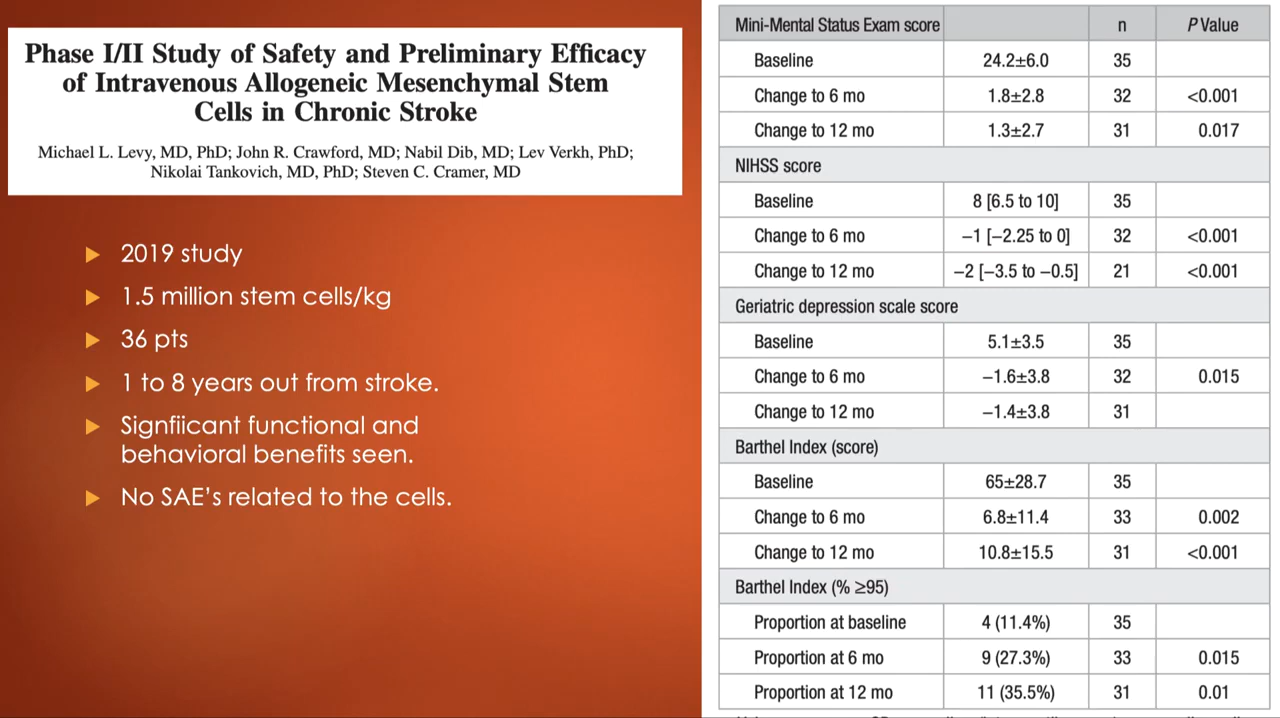 Phase I/II Study of Safety and Preliminary Efficacy
of Intravenous Allogeneic Mesenchymal Stem
Cells in Chronic Stroke
Michael L. Levy, MD, PhD; John R. Crawford, MD; Nabil Dib, MD; Lev Verkh, PhD;
Nikolai Tankovich, MD, PhD; Steven C. Cramer, MD
2019 study
1.5 million stem cells/kg
36 pts
1 to 8 years out from stroke.
Signfiicant functional and
behavioral benefits seen.
No SAE's related to the cells.
Mini-Mental Status Exam score n P Value
Baseline 24.2±6.0 35
Change to 6 mo 1.8±2.8 32 <0.001
Change to 12 mo 1.3±2.7 31 0.017
NIHSS score
Baseline 8 [6.5 to 10] 35
Change to 6 mo −1 [−2.25 to 0] 32 <0.001
Change to 12 mo −2 [−3.5 to −0.5] 21 <0.001
Geriatric depression scale score
Baseline 5.1±3.5 35
Change to 6 mo −1.6±3.8 32 0.015
Change to 12 mo −1.4±3.8 31
Barthel Index (score)
Baseline 65±28.7 35
Change to 6 mo 6.8±11.4 33 0.002
Change to 12 mo 10.8±15.5 31 <0.001
Barthel Index (% ≥95)
Proportion at baseline 4 (11.4%) 35
Proportion at 6 mo 9 (27.3%) 33 0.015
Proportion at 12 mo 11 (35.5%) 31 0.01